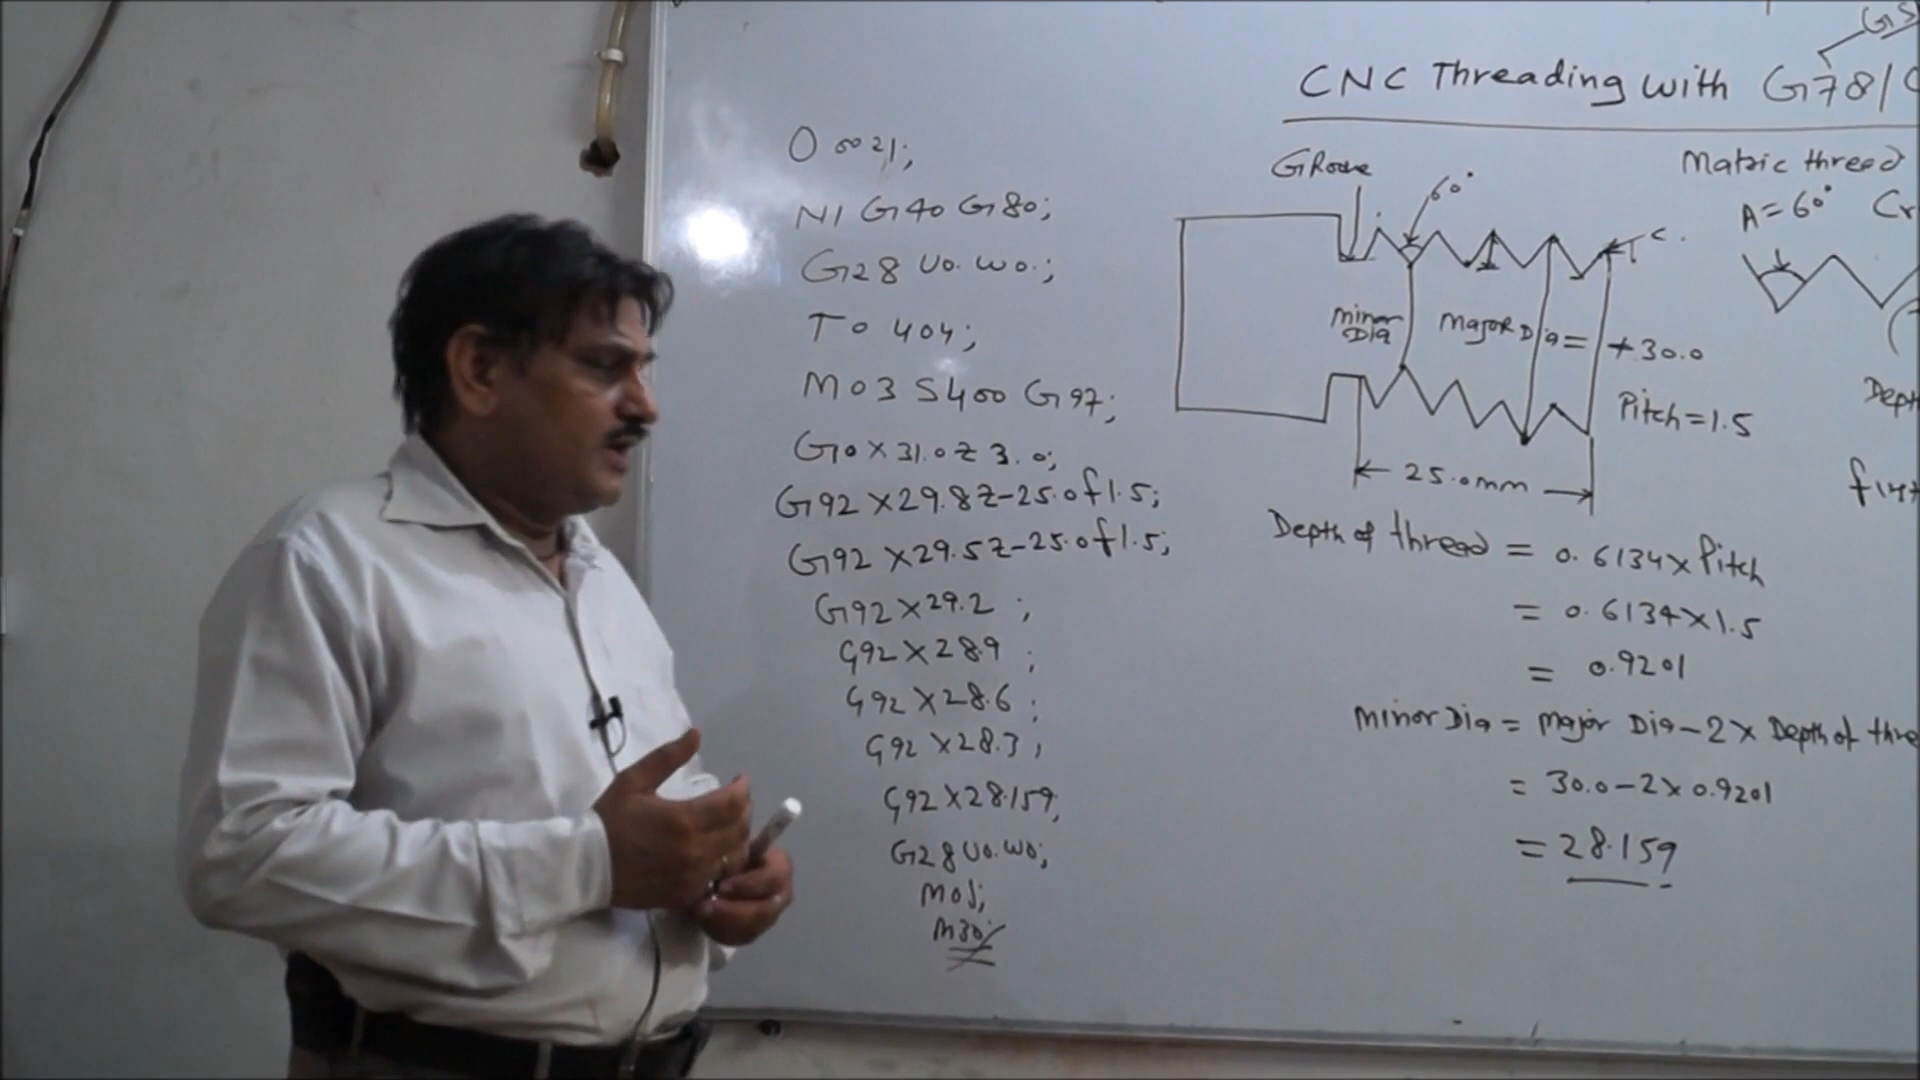 CNC Threading with G78/
O 0021;
N1 G40 G80;
G28 U0. W0.;
T0404;
M03 S400 G97;
G0 X31.0 Z3.0;
G92 X29.8 Z-25.0 f1.5;
G92 X29.5 Z-25.0 f1.5;
G92 X29.2 ;
G92 X28.9 ;
G92 X28.6 ;
G92 X28.3 ;
G92 X28.159;
G28 U0. W0;
M05;
M30;
GRoove
60°
minor Dia
Major Dia = +30.0
Pitch = 1.5
25.0mm
Matric thread
A = 60°
Depth of thread = 0.6134 x Pitch
= 0.6134 x 1.5
= 0.9201
minor Dia = major Dia - 2 x Depth of thre
= 30.0 - 2 x 0.9201
= 28.159